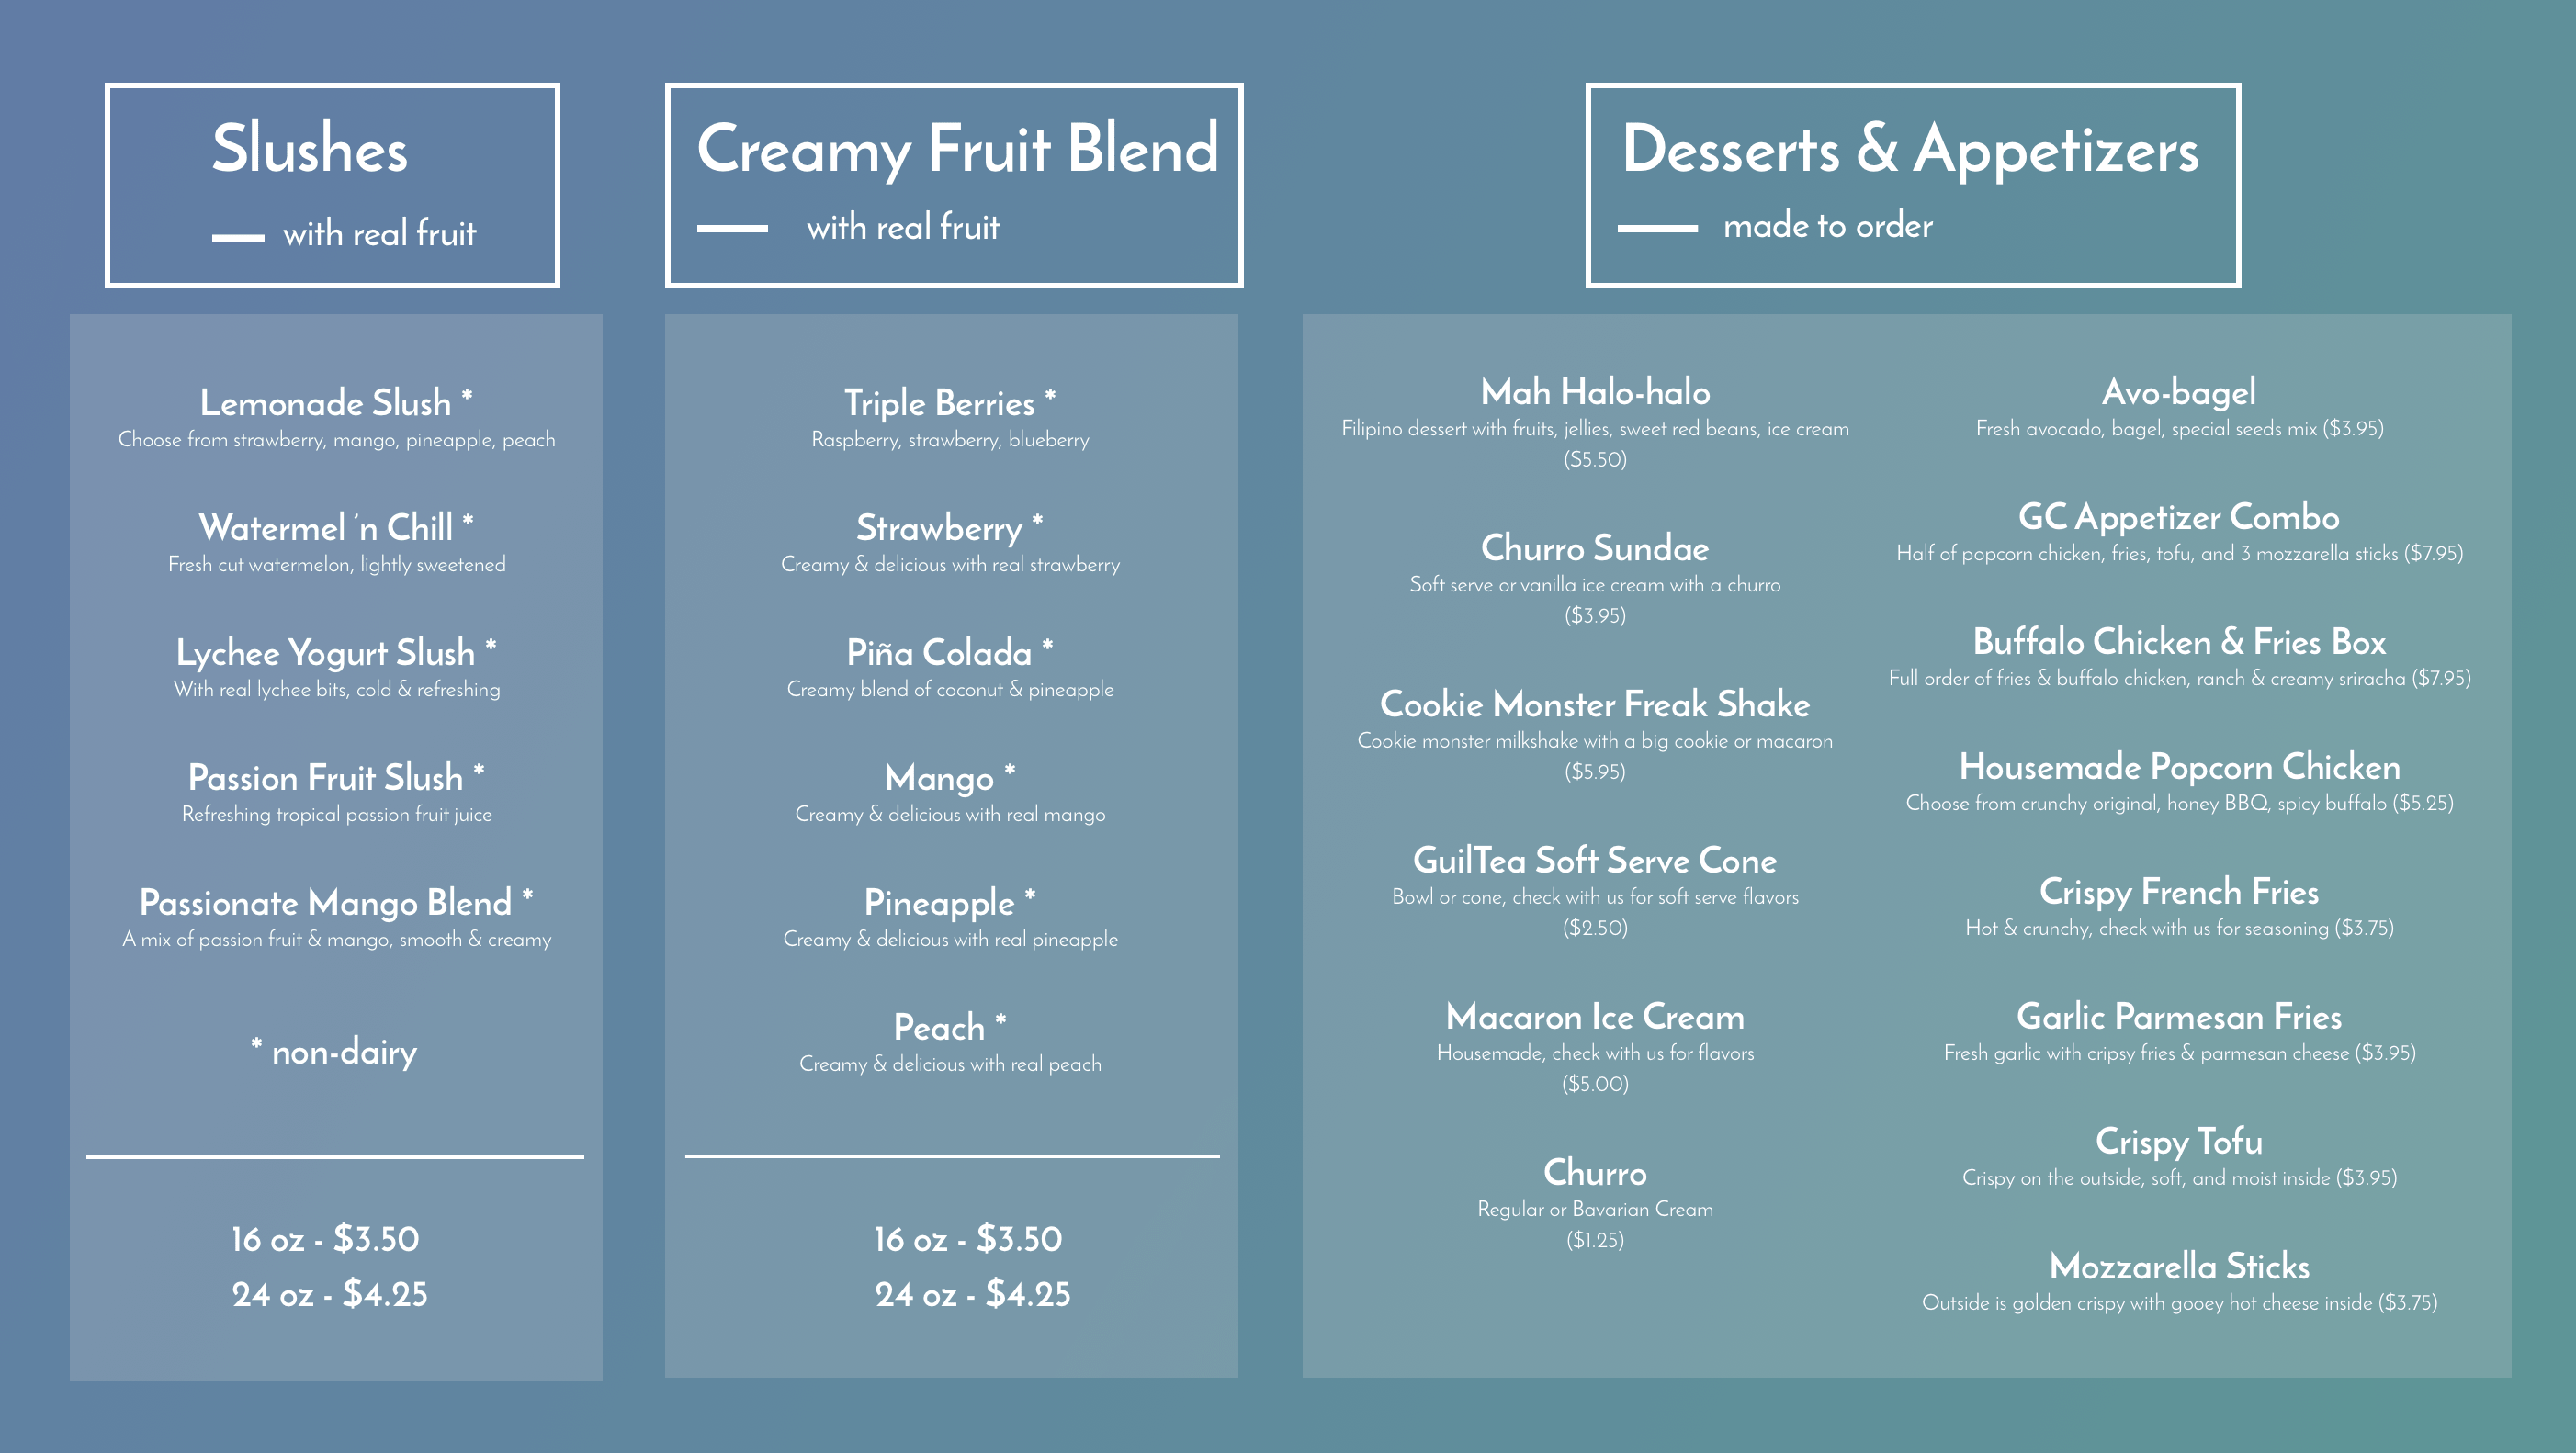 Slushes
with real fruit
Lemonade Slush *
Choose from strawberry, mango, pineapple, peach
Watermel 'n Chill *
Fresh cut watermelon, lightly sweetened
Lychee Yogurt Slush *
With real lychee bits, cold & refreshing
Passion Fruit Slush *
Refreshing tropical passion fruit juice
Passionate Mango Blend *
A mix of passion fruit & mango, smooth & creamy
* non-dairy
16 oz - $3.50
24 oz - $4.25
Creamy Fruit Blend
with real fruit
Triple Berries *
Raspberry, strawberry, blueberry
Strawberry *
Creamy & delicious with real strawberry
Piña Colada *
Creamy blend of coconut & pineapple
Mango *
Creamy & delicious with real mango
Pineapple *
Creamy & delicious with real pineapple
Peach *
Creamy & delicious with real peach
16 oz - $3.50
24 oz - $4.25
Desserts & Appetizers
made to order
Mah Halo-halo
Filipino dessert with fruits, jellies, sweet red beans, ice cream
($5.50)
Churro Sundae
Soft serve or vanilla ice cream with a churro
($3.95)
Cookie Monster Freak Shake
Cookie monster milkshake with a big cookie or macaron
($5.95)
GuilTea Soft Serve Cone
Bowl or cone, check with us for soft serve flavors
($2.50)
Macaron Ice Cream
Housemade, check with us for flavors
($5.00)
Churro
Regular or Bavarian Cream
($1.25)
Avo-bagel
Fresh avocado, bagel, special seeds mix ($3.95)
GC Appetizer Combo
Half of popcorn chicken, fries, tofu, and 3 mozzarella sticks ($7.95)
Buffalo Chicken & Fries Box
Full order of fries & buffalo chicken, ranch & creamy sriracha ($7.95)
Housemade Popcorn Chicken
Choose from crunchy original, honey BBQ, spicy buffalo ($5.25)
Crispy French Fries
Hot & crunchy, check with us for seasoning ($3.75)
Garlic Parmesan Fries
Fresh garlic with cripsy fries & parmesan cheese ($3.95)
Crispy Tofu
Crispy on the outside, soft, and moist inside ($3.95)
Mozzarella Sticks
Outside is golden crispy with gooey hot cheese inside ($3.75)